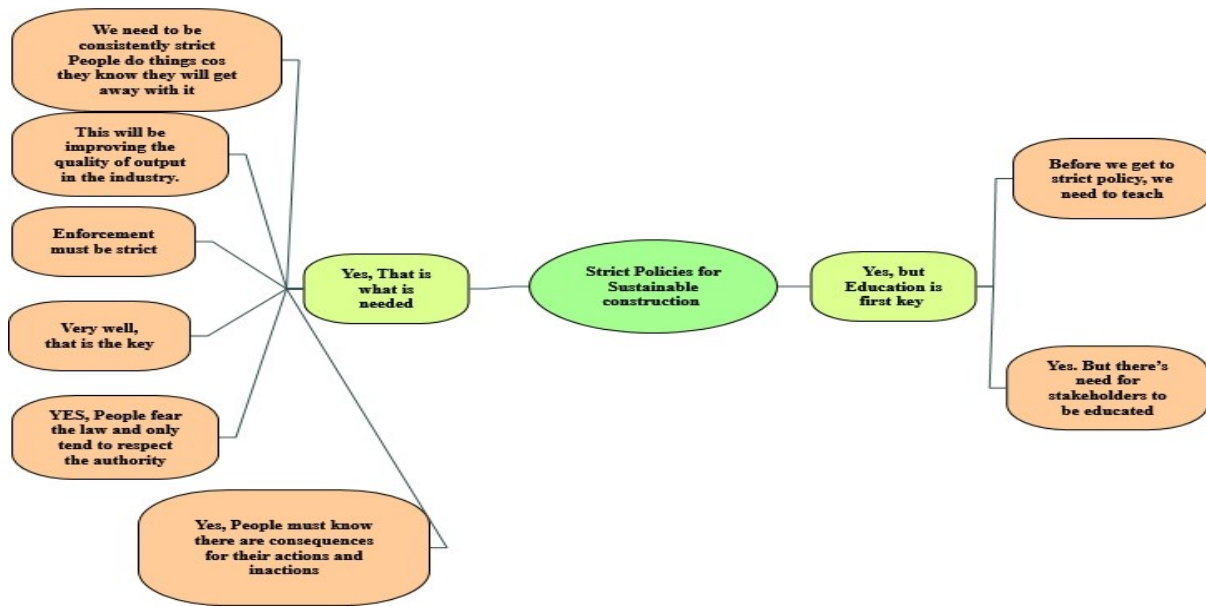 We need to be
consistently strict
People do things cos
they know they will get
away with it
This will be
improving the
quality of output
in the industry.
Enforcement
must be strict
Very well,
that is the key
YES, People fear
the law and only
tend to respect
the authority
Yes, People must know
there are consequences
for their actions and
inactions
Yes, That is
what is
needed
Strict Policies for
Sustainable
construction
Yes, but
Education is
first key
Before we get to
strict policy, we
need to teach
Yes. But there's
need for
stakeholders to
be educated